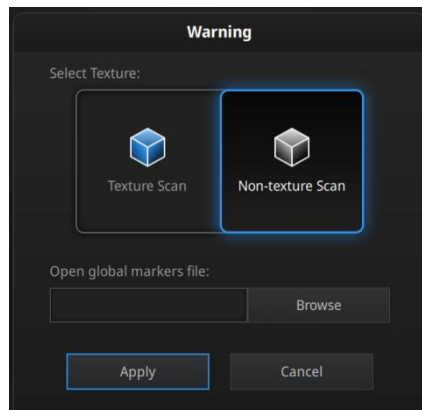 Warning
Select Texture:
Texture Scan
Non-texture Scan
Open global markers file:
Browse
Apply
Cancel